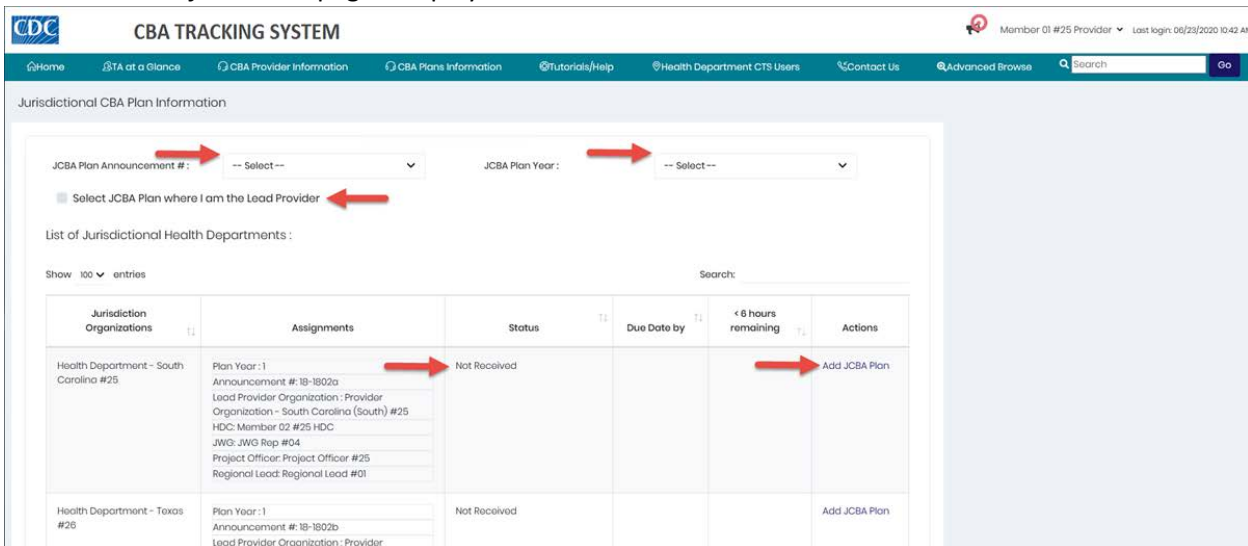 CDC
CBA TRACKING SYSTEM
Member 01 #25 Provider
Last login: 06/23/2020 10:42 AM
Home
TA at a Glance
CBA Provider Information
CBA Plans Information
Tutorials/Help
Health Department CTS Users
Contact Us
Advanced Browse
Search
Go
Jurisdictional CBA Plan Information
JCBA Plan Announcement # :
-- Select --
JCBA Plan Year :
-- Select --
Select JCBA Plan where I am the Lead Provider
List of Jurisdictional Health Departments :
Show 100 entries
Search:
Jurisdiction
Organizations
Assignments
Status
Due Date by
< 6 hours
remaining
Actions
Health Department - South
Carolina #25
Plan Year : 1
Announcement #: 18-1802a
Lead Provider Organization : Provider
Organization - South Carolina (South) #25
HDC: Member 02 #25 HDC
JWG: JWG Rep #04
Project Officer: Project Officer #25
Regional Lead: Regional Lead #01
Not Received
Add JCBA Plan
Health Department - Texas
#26
Plan Year : 1
Announcement #: 18-1802b
Lead Provider Organization : Provider
Not Received
Add JCBA Plan